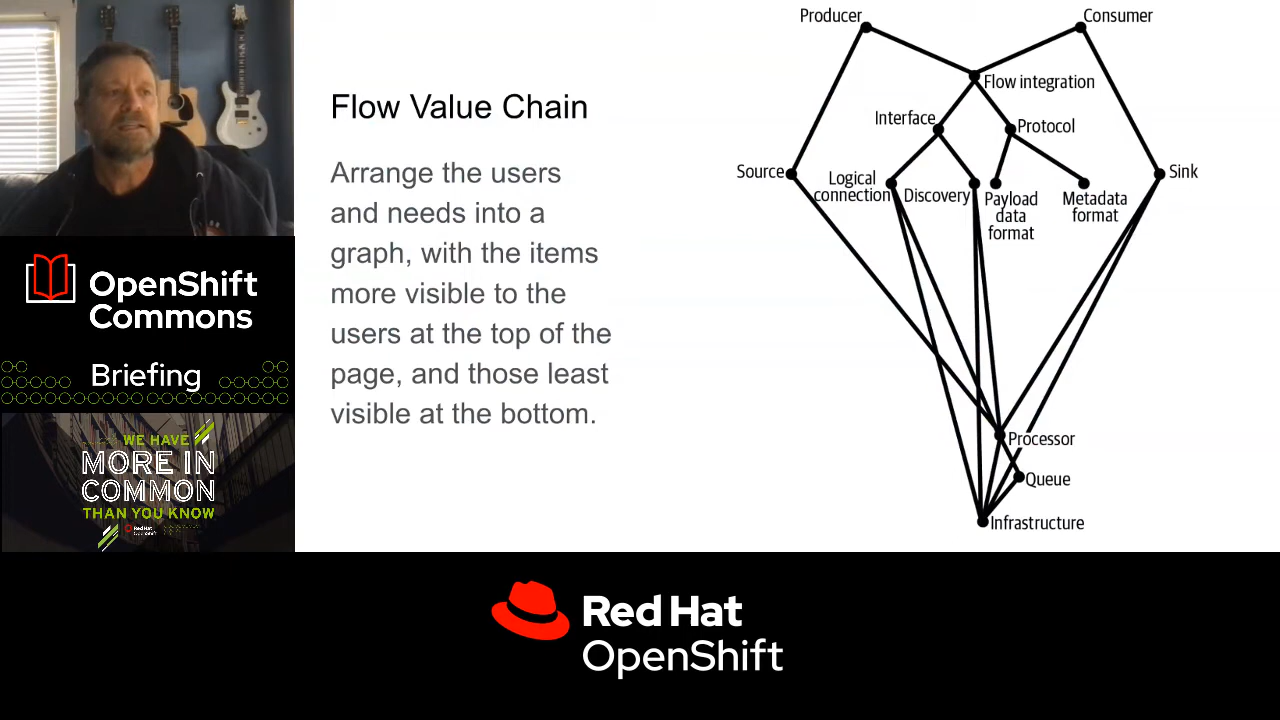 Flow Value Chain
Arrange the users
and needs into a
graph, with the items
more visible to the
users at the top of the
page, and those least
visible at the bottom.
Producer
Consumer
Flow integration
Interface
Protocol
Source
Logical
connection
Discovery
Payload
data
format
Metadata
format
Sink
Processor
Queue
Infrastructure
OpenShift
Commons
Briefing
WE HAVE
MORE IN
COMMON
THAN YOU KNOW
Red Hat
OpenShift
Red Hat
OpenShift